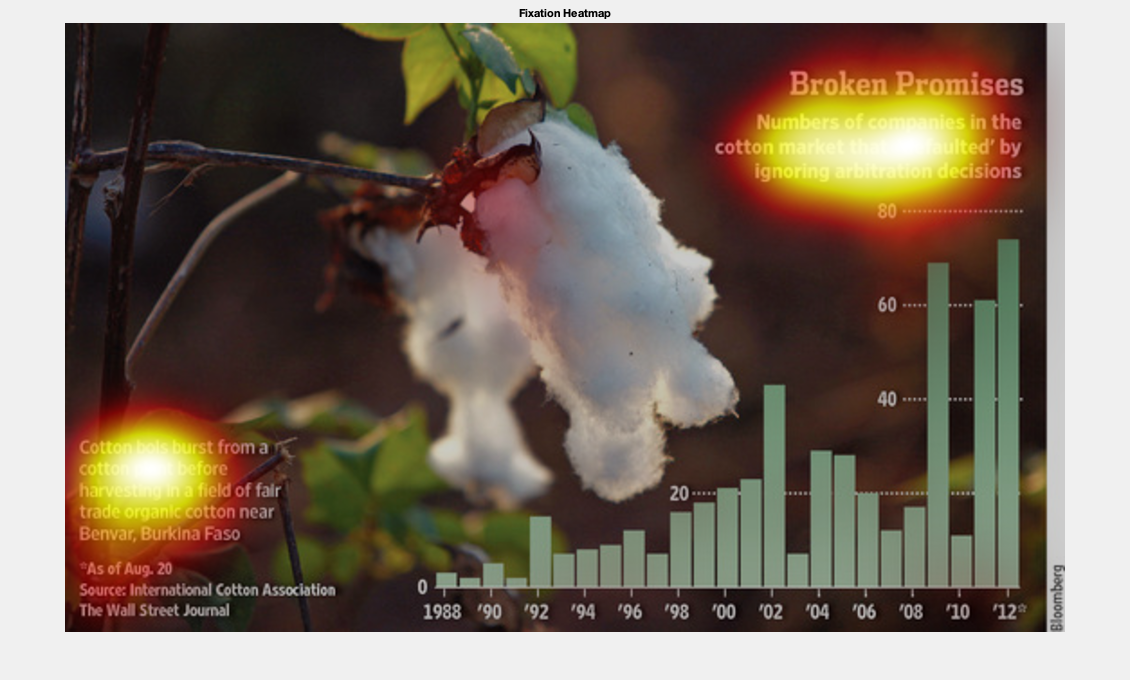 Fixation Heatmap
Broken Promises
Numbers of companies in the
cotton market that 'defaulted' by
ignoring arbitration decisions
80
60
40
20
0
1988 '90 '92 '94 '96 '98 '00 '02 '04 '06 '08 '10 '12*
Cotton bols burst from a
cotton before
harvesting in a field of fair
trade organic cotton near
Benvar, Burkina Faso
*As of Aug. 20
Source: International Cotton Association
The Wall Street Journal
Bloomberg